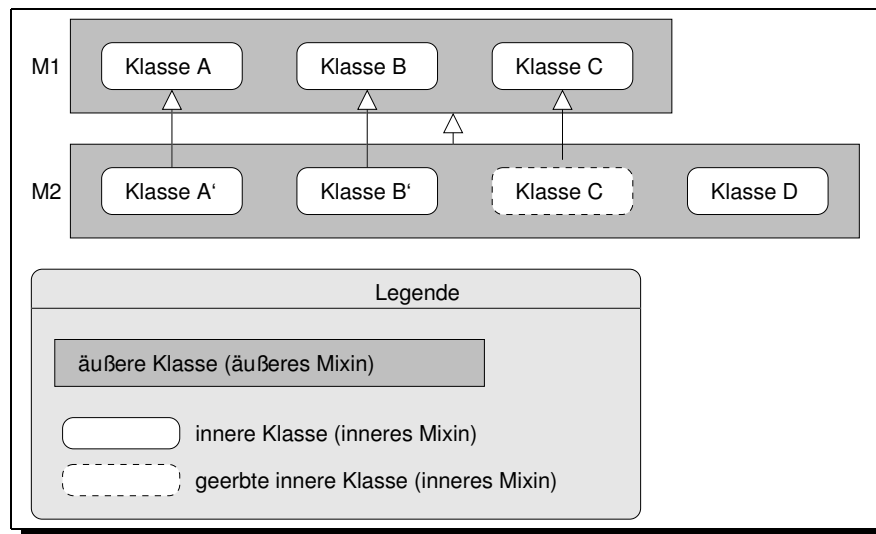 M1 Klasse A Klasse B Klasse C
M2 Klasse A‘ Klasse B‘ Klasse C Klasse D
Legende
äußere Klasse (äußeres Mixin)
innere Klasse (inneres Mixin)
geerbte innere Klasse (inneres Mixin)